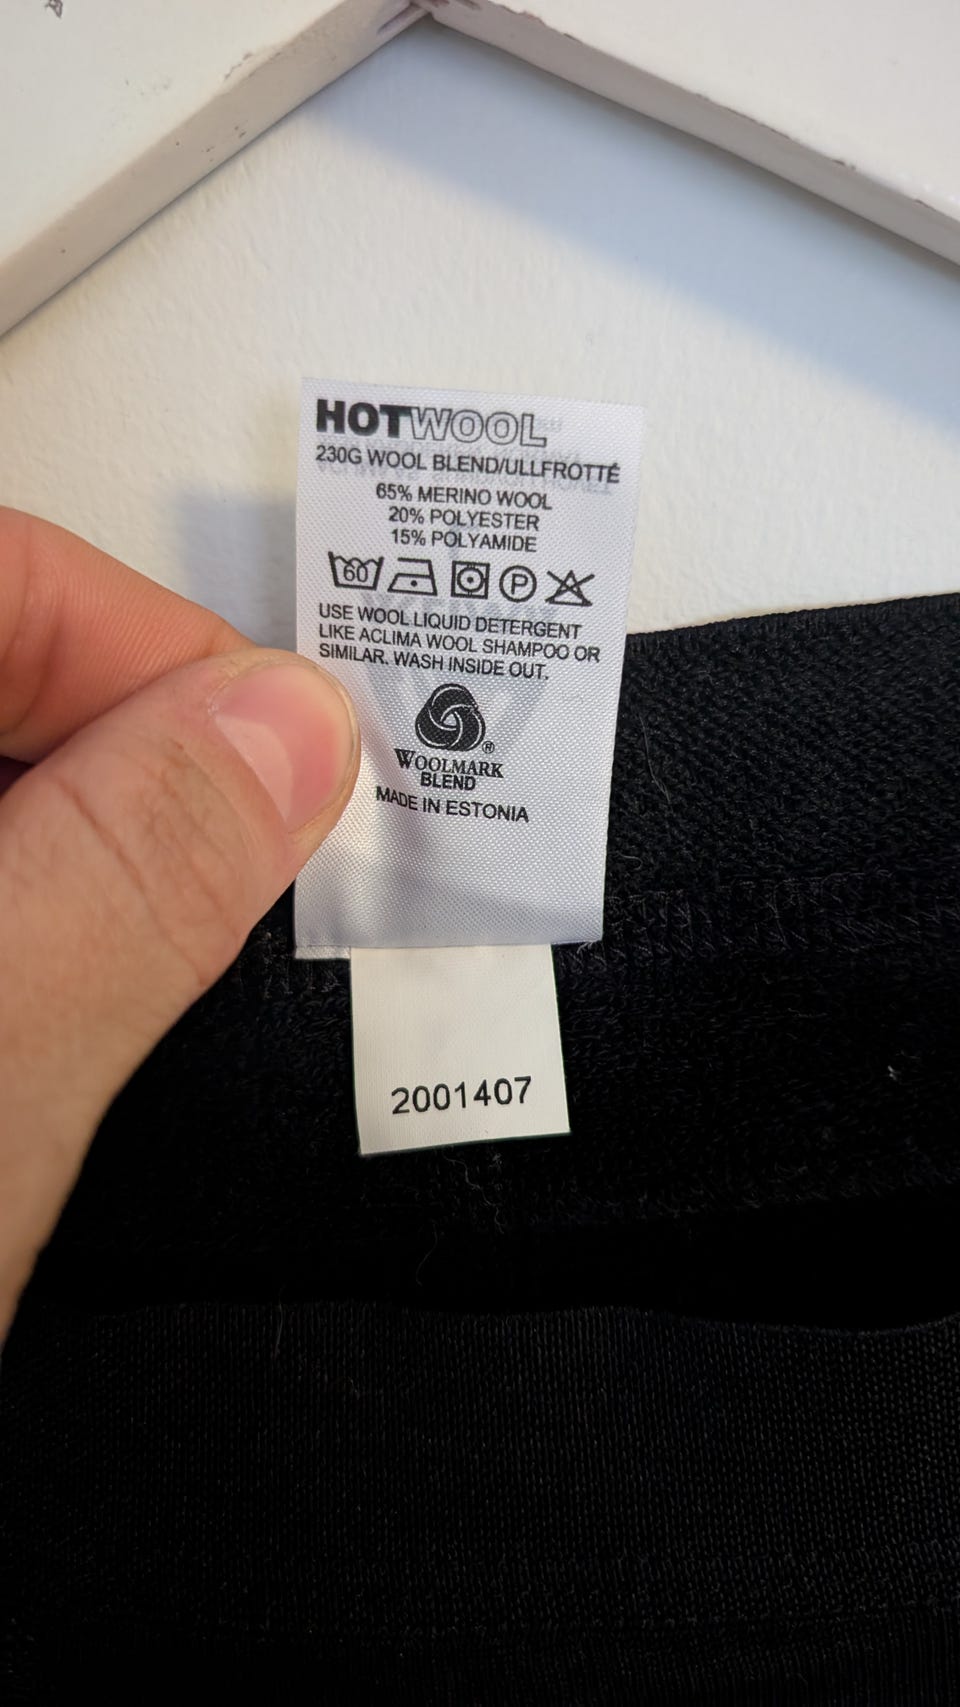 HOTWOOL
230G WOOL BLEND/ULLFROTTÉ
65% MERINO WOOL
20% POLYESTER
15% POLYAMIDE
60 P
USE WOOL LIQUID DETERGENT
LIKE ACLIMA WOOL SHAMPOO OR
SIMILAR. WASH INSIDE OUT.
®
WOOLMARK
BLEND
MADE IN ESTONIA
2001407